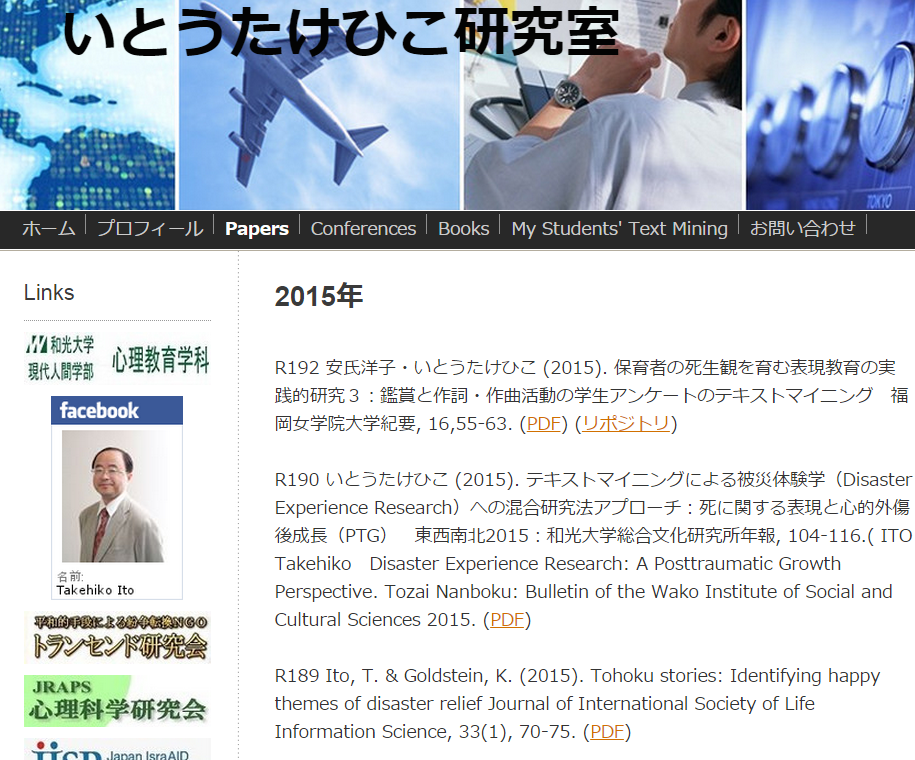 いとうたけひこ研究室
TOKYO
ホーム
プロフィール
Papers
Conferences
Books
My Students' Text Mining
お問い合わせ
Links
和光大学
現代人間学部
心理教育学科
facebook
名前:
Takehiko Ito
平和的手段による紛争転換NGO
トランセンド研究会
JRAPS
心理科学研究会
Japan IsraAID
2015年
R192 安氏洋子・いとうたけひこ (2015). 保育者の死生観を育む表現教育の実
践的研究３：鑑賞と作詞・作曲活動の学生アンケートのテキストマイニング　福
岡女学院大学紀要, 16,55-63. (PDF) (リポジトリ)
R190 いとうたけひこ (2015). テキストマイニングによる被災体験学（Disaster
Experience Research）への混合研究法アプローチ：死に関する表現と心的外傷
後成長（PTG）　東西南北2015：和光大学総合文化研究所年報, 104-116.( ITO
Takehiko　Disaster Experience Research: A Posttraumatic Growth
Perspective. Tozai Nanboku: Bulletin of the Wako Institute of Social and
Cultural Sciences 2015. (PDF)
R189 Ito, T. & Goldstein, K. (2015). Tohoku stories: Identifying happy
themes of disaster relief Journal of International Society of Life
Information Science, 33(1), 70-75. (PDF)